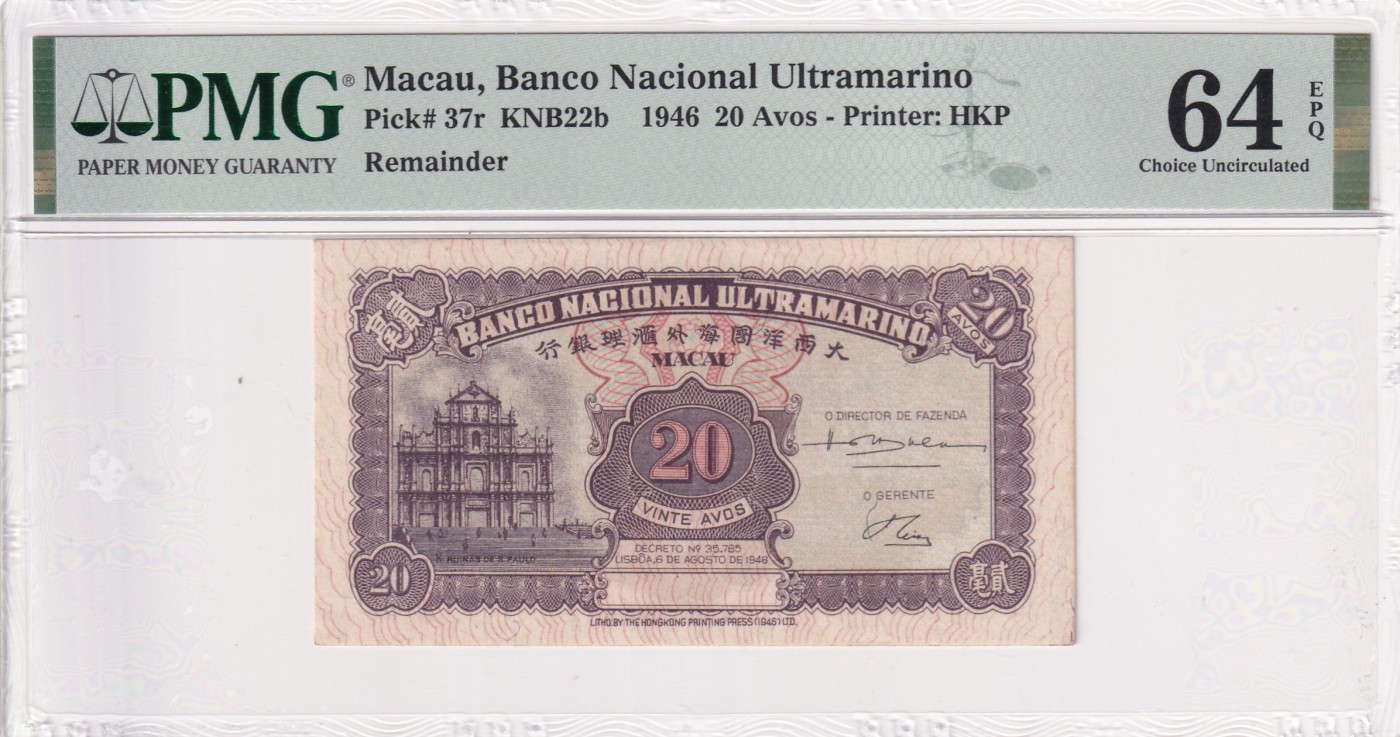 PMG®
PAPER MONEY GUARANTY
Macau, Banco Nacional Ultramarino
Pick# 37r KNB22b 1946 20 Avos - Printer: HKP
Remainder
64 EPQ
Choice Uncirculated
貳毫
BANCO NACIONAL ULTRAMARINO
20 AVOS
行銀理滙外海國洋西大
MACAU
O DIRECTOR DE FAZENDA
20
O GERENTE
VINTE AVOS
DECRETO Nº 35.785
LISBÔA, 6 DE AGOSTO DE 1946
RUINAS DE S. PAULO
20
毫貳
LITHO. BY THE HONGKONG PRINTING PRESS (1946) LTD.